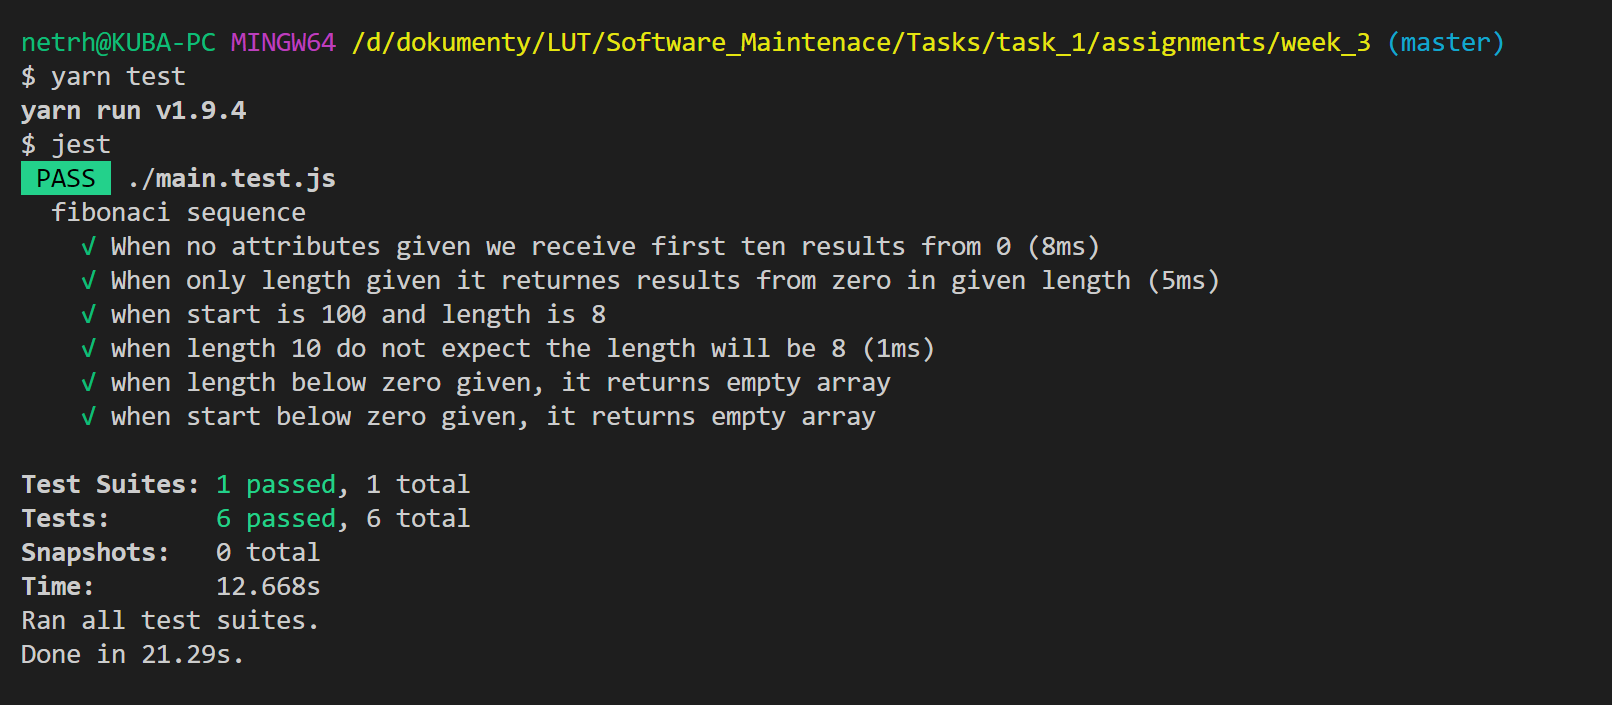 netrh@KUBA-PC MINGW64 /d/dokumenty/LUT/Software_Maintenace/Tasks/task_1/assignments/week_3 (master)
$ yarn test
yarn run v1.9.4
$ jest
PASS ./main.test.js
fibonaci sequence
√ When no attributes given we receive first ten results from 0 (8ms)
√ When only length given it returnes results from zero in given length (5ms)
√ when start is 100 and length is 8
√ when length 10 do not expect the length will be 8 (1ms)
√ when length below zero given, it returns empty array
√ when start below zero given, it returns empty array
Test Suites: 1 passed, 1 total
Tests: 6 passed, 6 total
Snapshots: 0 total
Time: 12.668s
Ran all test suites.
Done in 21.29s.